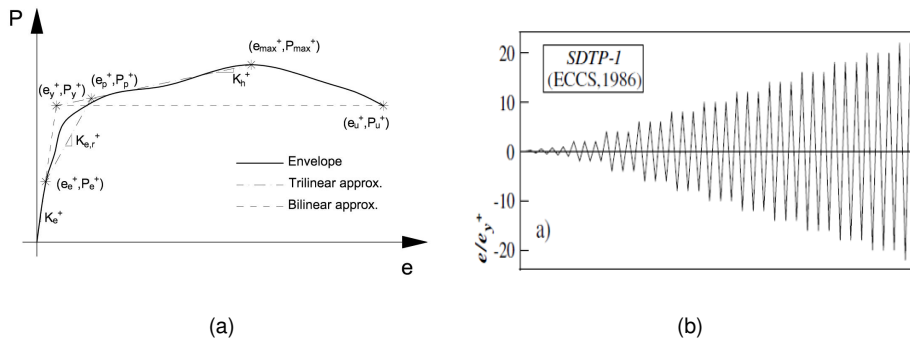 P
(e_max⁺,P_max⁺)
(e_y⁺,P_y⁺)
(e_p⁺,P_p⁺)
K_h⁺
(e_u⁺,P_u⁺)
K_e,r⁺
(e_e⁺,P_e⁺)
K_e⁺
Envelope
Trilinear approx.
Bilinear approx.
e
(a)
SDTP-1
(ECCS,1986)
20
10
0
-10
-20
e/e_y⁺
a)
(b)